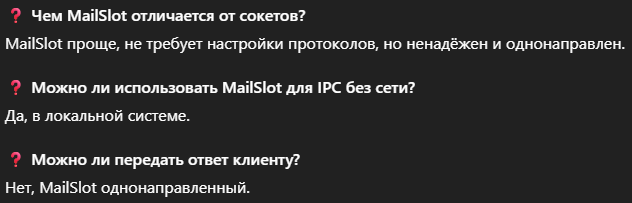 ❓ Чем MailSlot отличается от сокетов?
MailSlot проще, не требует настройки протоколов, но ненадёжен и однонаправлен.
❓ Можно ли использовать MailSlot для IPC без сети?
Да, в локальной системе.
❓ Можно ли передать ответ клиенту?
Нет, MailSlot однонаправленный.